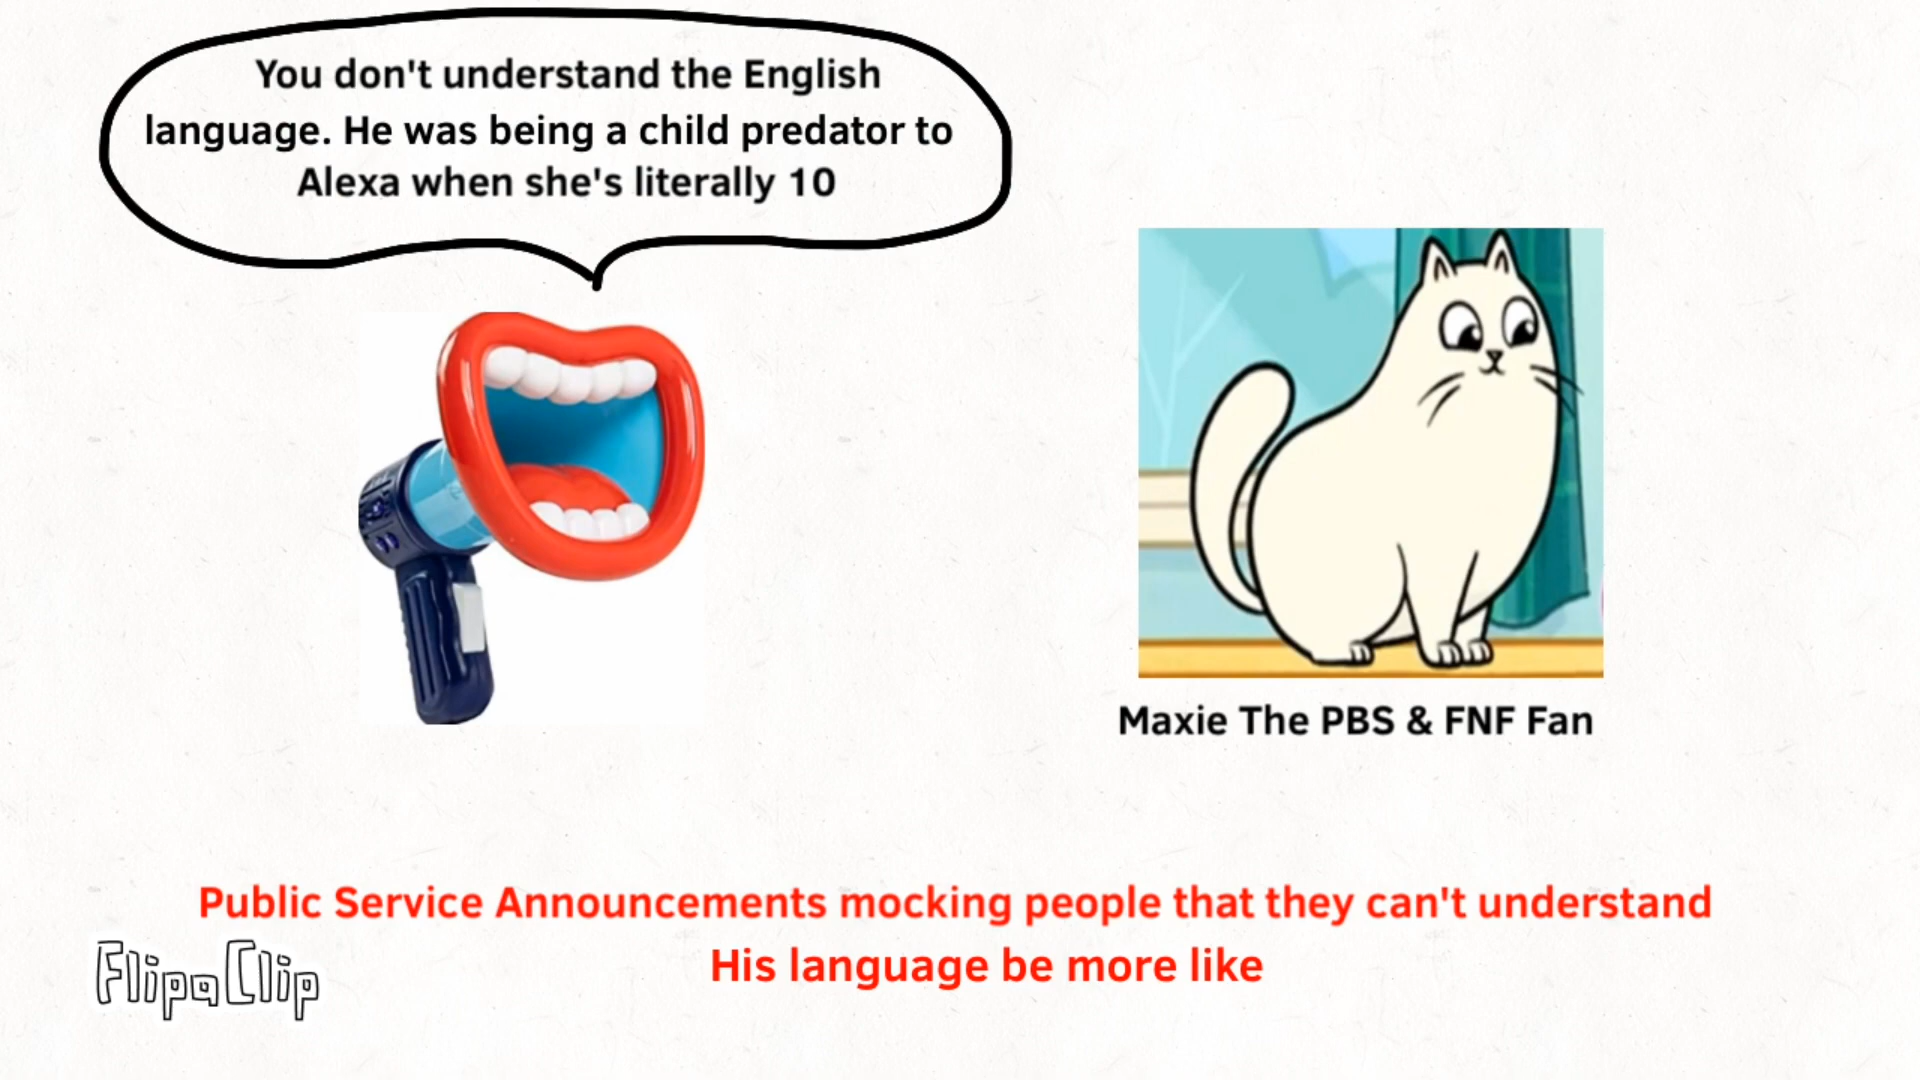 You don't understand the English
language. He was being a child predator to
Alexa when she's literally 10
Maxie The PBS & FNF Fan
Public Service Announcements mocking people that they can't understand
His language be more like
FlipaClip